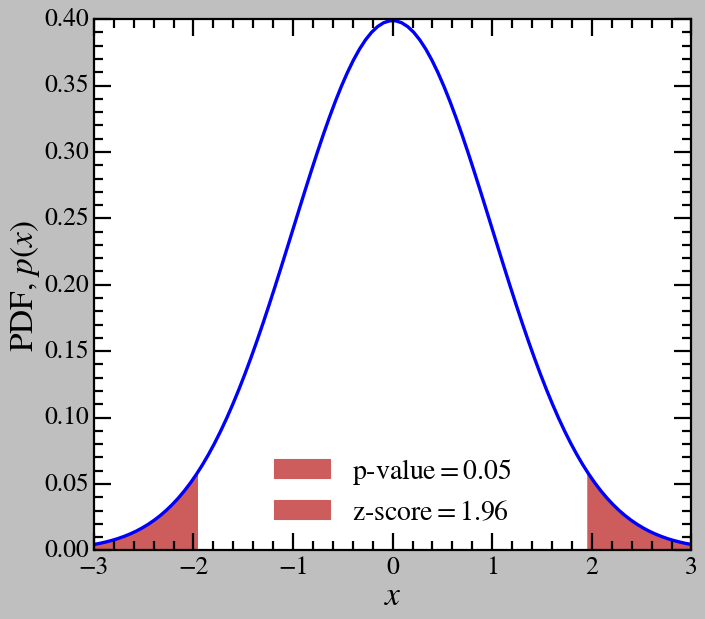 0.40
0.35
0.30
0.25
0.20
0.15
0.10
0.05
0.00
PDF, p(x)
p-value = 0.05
z-score = 1.96
−3 −2 −1 0 1 2 3
x